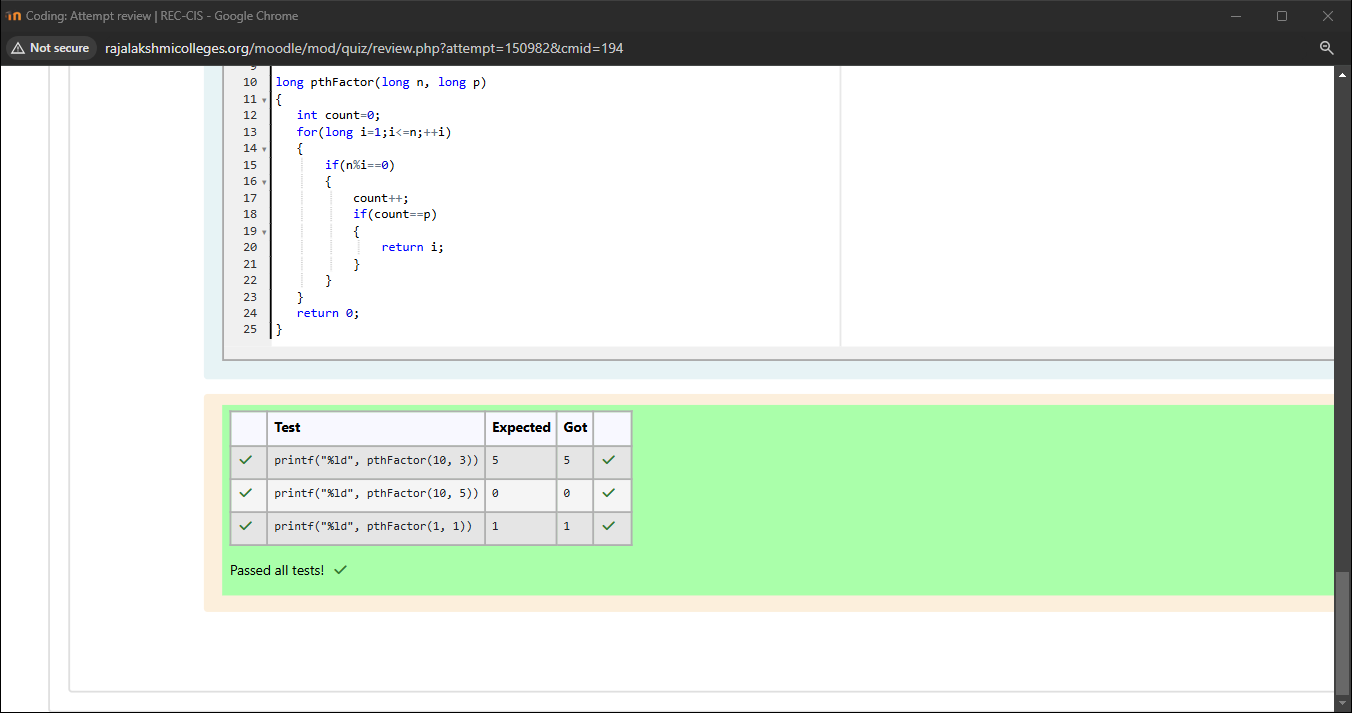 Coding: Attempt review | REC-CIS - Google Chrome
Not secure rajalakshmicolleges.org/moodle/mod/quiz/review.php?attempt=150982&cmid=194
9
10 long pthFactor(long n, long p)
11 {
12 int count=0;
13 for(long i=1;i<=n;++i)
14 {
15 if(n%i==0)
16 {
17 count++;
18 if(count==p)
19 {
20 return i;
21 }
22 }
23 }
24 return 0;
25 }
Test Expected Got
printf("%ld", pthFactor(10, 3)) 5 5
printf("%ld", pthFactor(10, 5)) 0 0
printf("%ld", pthFactor(1, 1)) 1 1
Passed all tests!